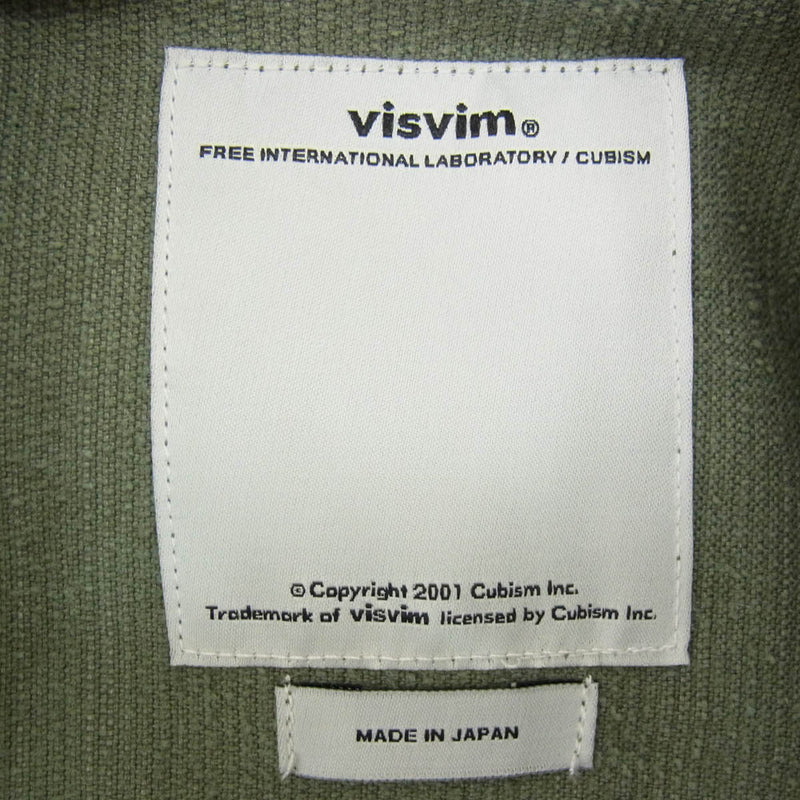 visvim®
FREE INTERNATIONAL LABORATORY / CUBISM
© Copyright 2001 Cubism Inc.
Trademark of visvim licensed by Cubism Inc.
MADE IN JAPAN